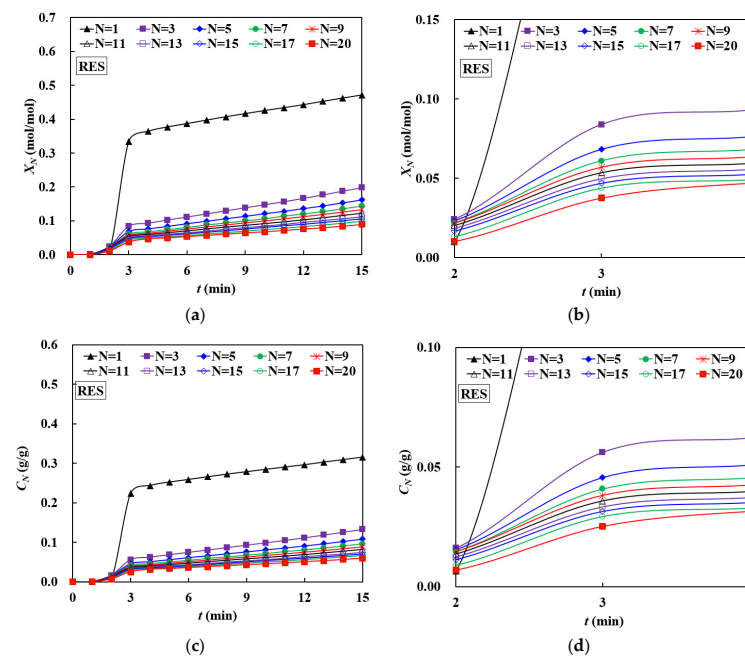 N=1 N=3 N=5 N=7 N=9
N=11 N=13 N=15 N=17 N=20
RES
X_N (mol/mol)
0.7
0.6
0.5
0.4
0.3
0.2
0.1
0.0
0 3 6 9 12 15
t (min)
(a)
N=1 N=3 N=5 N=7 N=9
N=11 N=13 N=15 N=17 N=20
RES
X_N (mol/mol)
0.15
0.10
0.05
0.00
2 3
t (min)
(b)
N=1 N=3 N=5 N=7 N=9
N=11 N=13 N=15 N=17 N=20
RES
C_N (g/g)
0.6
0.5
0.4
0.3
0.2
0.1
0.0
0 3 6 9 12 15
t (min)
(c)
N=1 N=3 N=5 N=7 N=9
N=11 N=13 N=15 N=17 N=20
RES
C_N (g/g)
0.10
0.05
0.00
2 3
t (min)
(d)